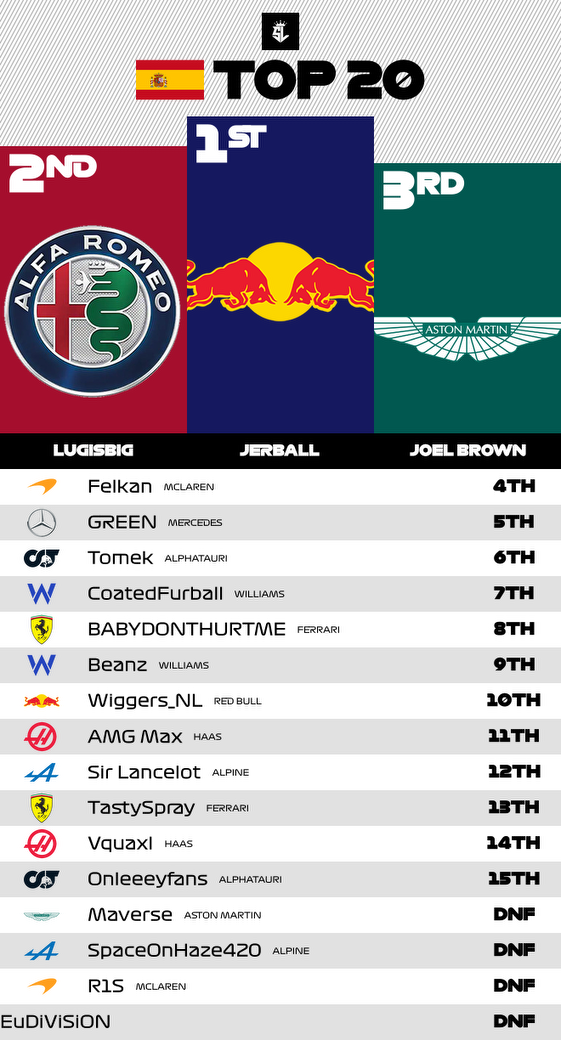 SL
TOP 20
1ST
2ND
3RD
ALFA ROMEO
ASTON MARTIN
LUGISBIG JERBALL JOEL BROWN
Felkan MCLAREN 4TH
GREEN MERCEDES 5TH
Tomek ALPHATAURI 6TH
CoatedFurball WILLIAMS 7TH
BABYDONTHURTME FERRARI 8TH
Beanz WILLIAMS 9TH
Wiggers_NL RED BULL 10TH
AMG Max HAAS 11TH
Sir Lancelot ALPINE 12TH
TastySpray FERRARI 13TH
Vquaxl HAAS 14TH
Onleeeyfans ALPHATAURI 15TH
Maverse ASTON MARTIN DNF
SpaceOnHaze420 ALPINE DNF
R1S MCLAREN DNF
EuDiViSiON DNF